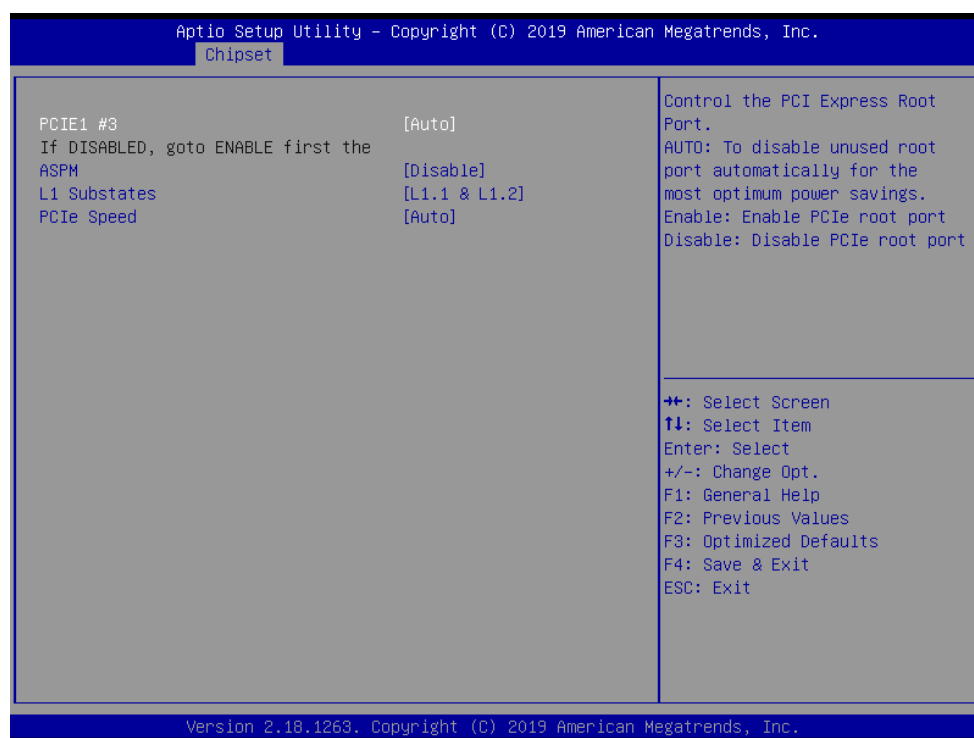 Aptio Setup Utility – Copyright (C) 2019 American Megatrends, Inc.
Chipset
PCIE1 #3 [Auto]
If DISABLED, goto ENABLE first the
ASPM [Disable]
L1 Substates [L1.1 & L1.2]
PCIe Speed [Auto]
Control the PCI Express Root
Port.
AUTO: To disable unused root
port automatically for the
most optimum power savings.
Enable: Enable PCIe root port
Disable: Disable PCIe root port
→←: Select Screen
↑↓: Select Item
Enter: Select
+/-: Change Opt.
F1: General Help
F2: Previous Values
F3: Optimized Defaults
F4: Save & Exit
ESC: Exit
Version 2.18.1263. Copyright (C) 2019 American Megatrends, Inc.